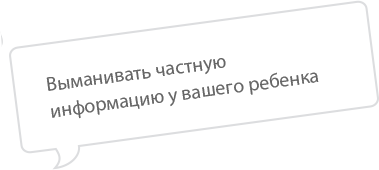 Выманивать частную
информацию у вашего ребенка